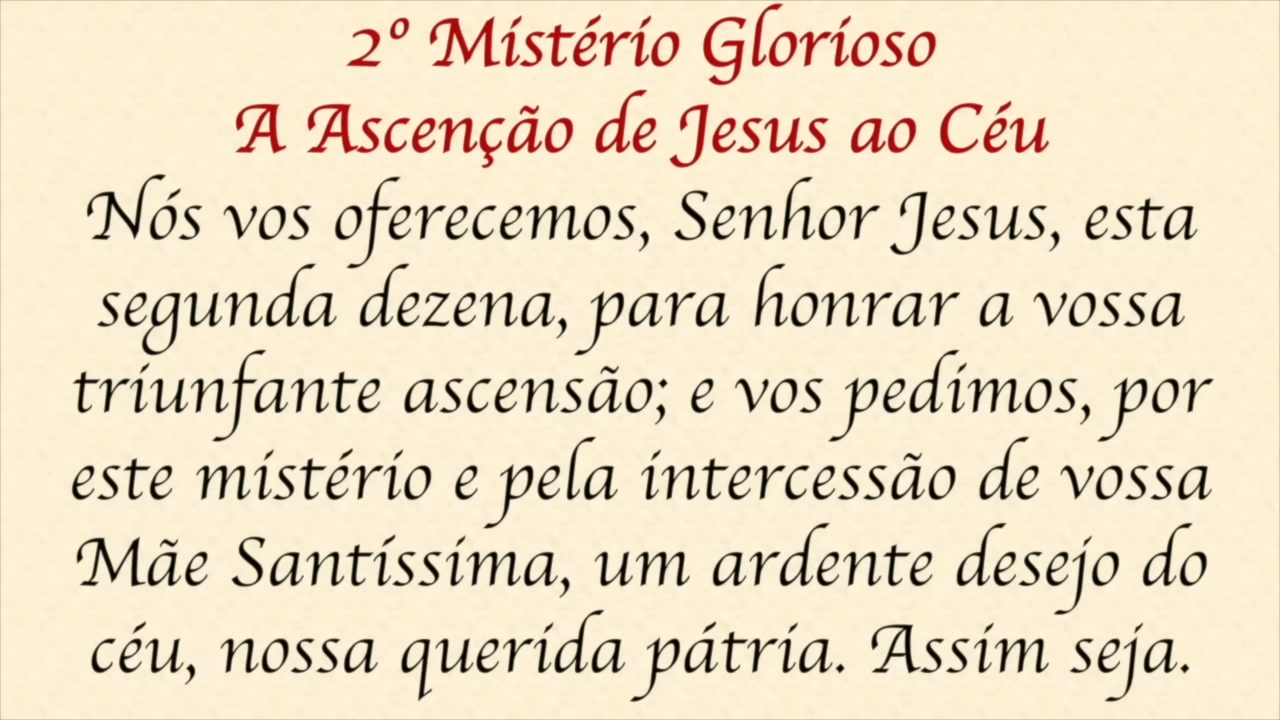 2º Mistério Glorioso
A Ascenção de Jesus ao Céu
Nós vos oferecemos, Senhor Jesus, esta
segunda dezena, para honrar a vossa
triunfante ascensão; e vos pedimos, por
este mistério e pela intercessão de vossa
Mãe Santíssima, um ardente desejo do
céu, nossa querida pátria. Assim seja.